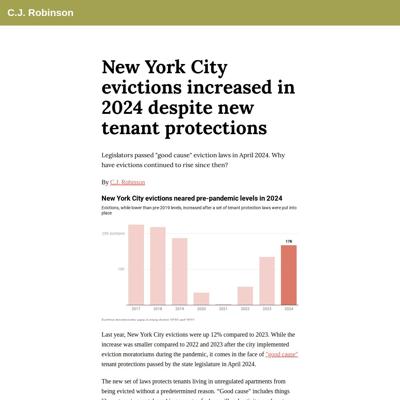 C.J. Robinson
New York City
evictions increased in
2024 despite new
tenant protections
Legislators passed "good cause" eviction laws in April 2024. Why
have evictions continued to rise since then?
By C.J. Robinson
New York City evictions neared pre-pandemic levels in 2024
Evictions, while lower than pre-2019 levels, increased after a set of tenant protection laws were put into
place
20k evictions
10K
17K
2017 2018 2019 2020 2021 2022 2023 2024
Last year, New York City evictions were up 12% compared to 2023. While the
increase was smaller compared to 2022 and 2023 after the city implemented
eviction moratoriums during the pandemic, it comes in the face of "good cause"
tenant protections passed by the state legislature in April 2024.
The new set of laws protects tenants living in unregulated apartments from
being evicted without a predetermined reason. "Good Cause" includes things